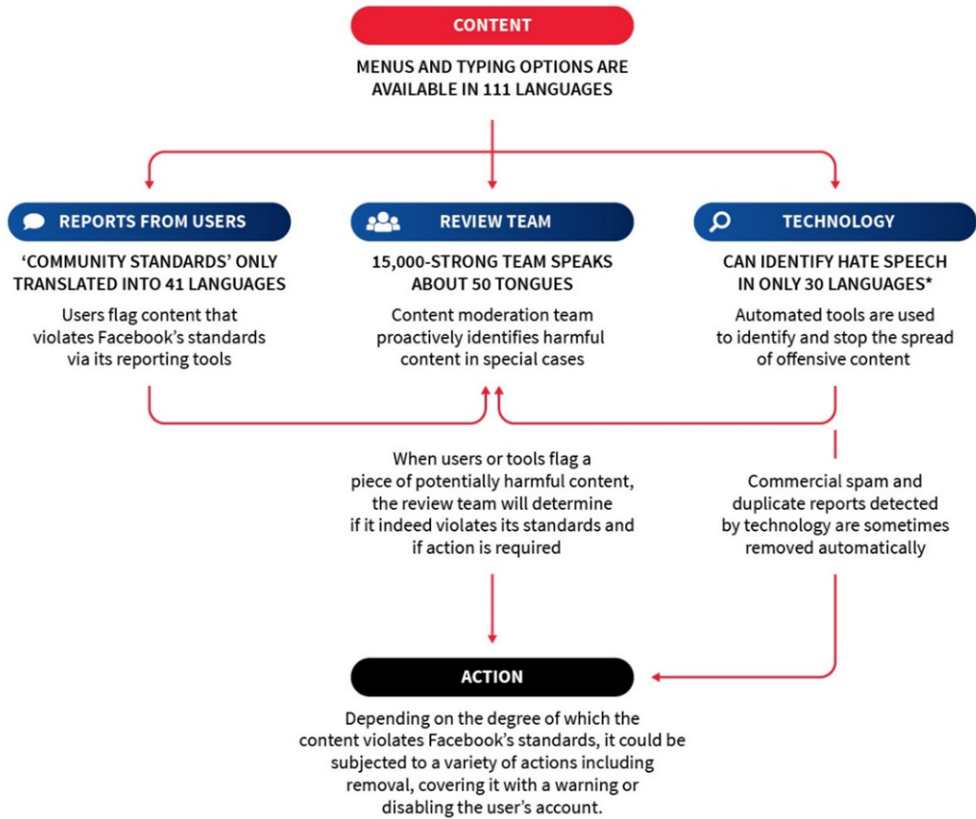 CONTENT
MENUS AND TYPING OPTIONS ARE
AVAILABLE IN 111 LANGUAGES
REPORTS FROM USERS
‘COMMUNITY STANDARDS’ ONLY
TRANSLATED INTO 41 LANGUAGES
Users flag content that
violates Facebook’s standards
via its reporting tools
REVIEW TEAM
15,000-STRONG TEAM SPEAKS
ABOUT 50 TONGUES
Content moderation team
proactively identifies harmful
content in special cases
TECHNOLOGY
CAN IDENTIFY HATE SPEECH
IN ONLY 30 LANGUAGES*
Automated tools are used
to identify and stop the spread
of offensive content
When users or tools flag a
piece of potentially harmful content,
the review team will determine
if it indeed violates its standards and
if action is required
Commercial spam and
duplicate reports detected
by technology are sometimes
removed automatically
ACTION
Depending on the degree of which the
content violates Facebook’s standards, it could be
subjected to a variety of actions including
removal, covering it with a warning or
disabling the user’s account.